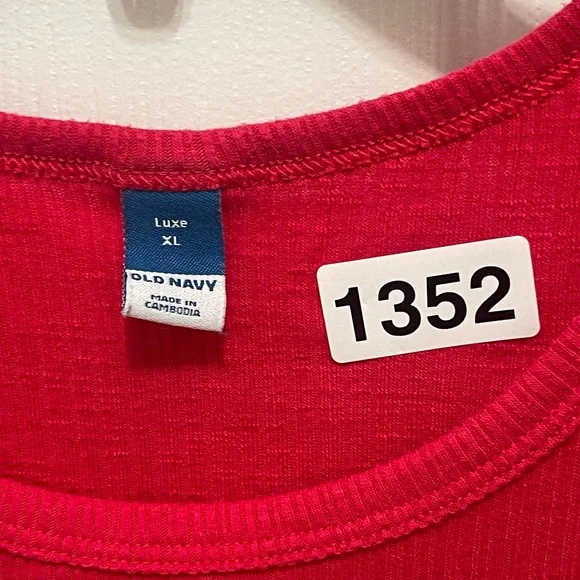 Luxe
XL
OLD NAVY
MADE IN
CAMBODIA
1352